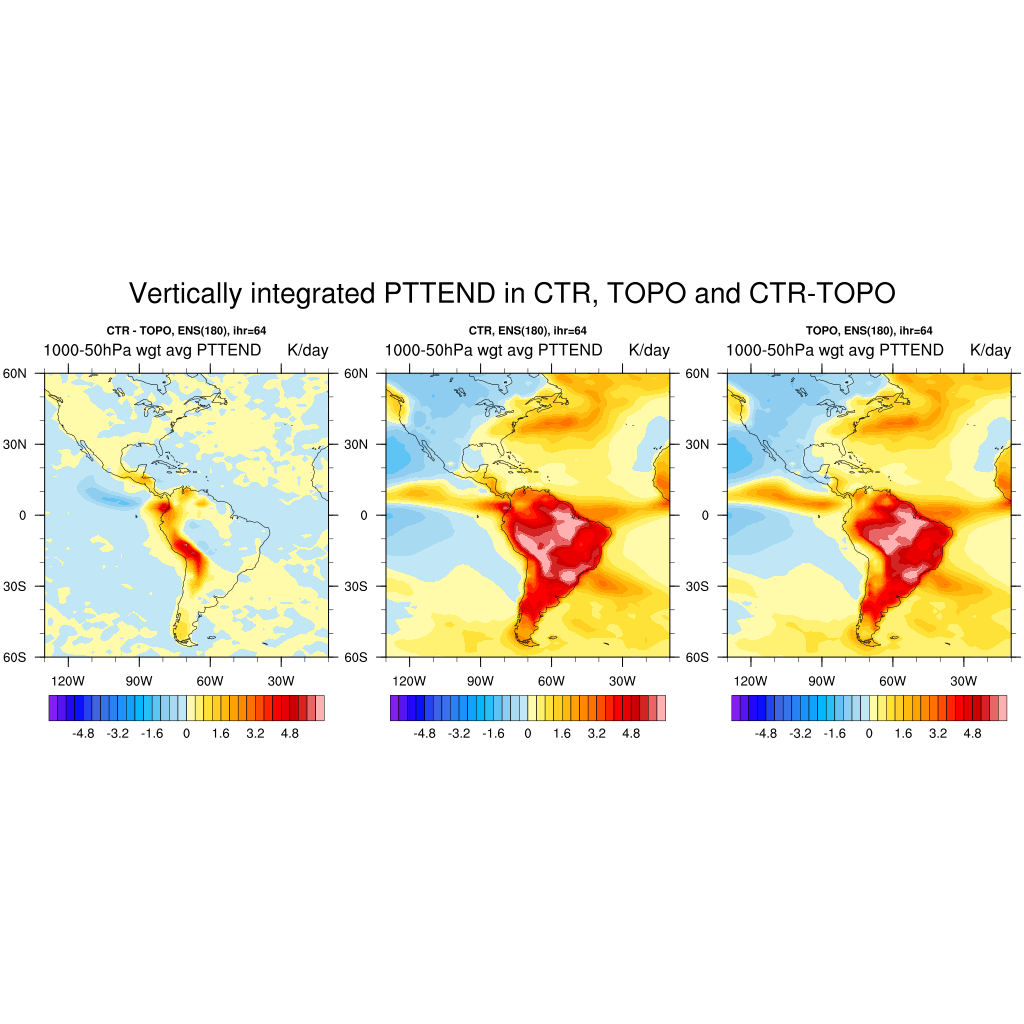 Vertically integrated PTTEND in CTR, TOPO and CTR-TOPO
CTR - TOPO, ENS(180), ihr=64
1000-50hPa wgt avg PTTEND K/day
60N
30N
0
30S
60S
120W 90W 60W 30W
-4.8 -3.2 -1.6 0 1.6 3.2 4.8
CTR, ENS(180), ihr=64
1000-50hPa wgt avg PTTEND K/day
60N
30N
0
30S
60S
120W 90W 60W 30W
-4.8 -3.2 -1.6 0 1.6 3.2 4.8
TOPO, ENS(180), ihr=64
1000-50hPa wgt avg PTTEND K/day
60N
30N
0
30S
60S
120W 90W 60W 30W
-4.8 -3.2 -1.6 0 1.6 3.2 4.8